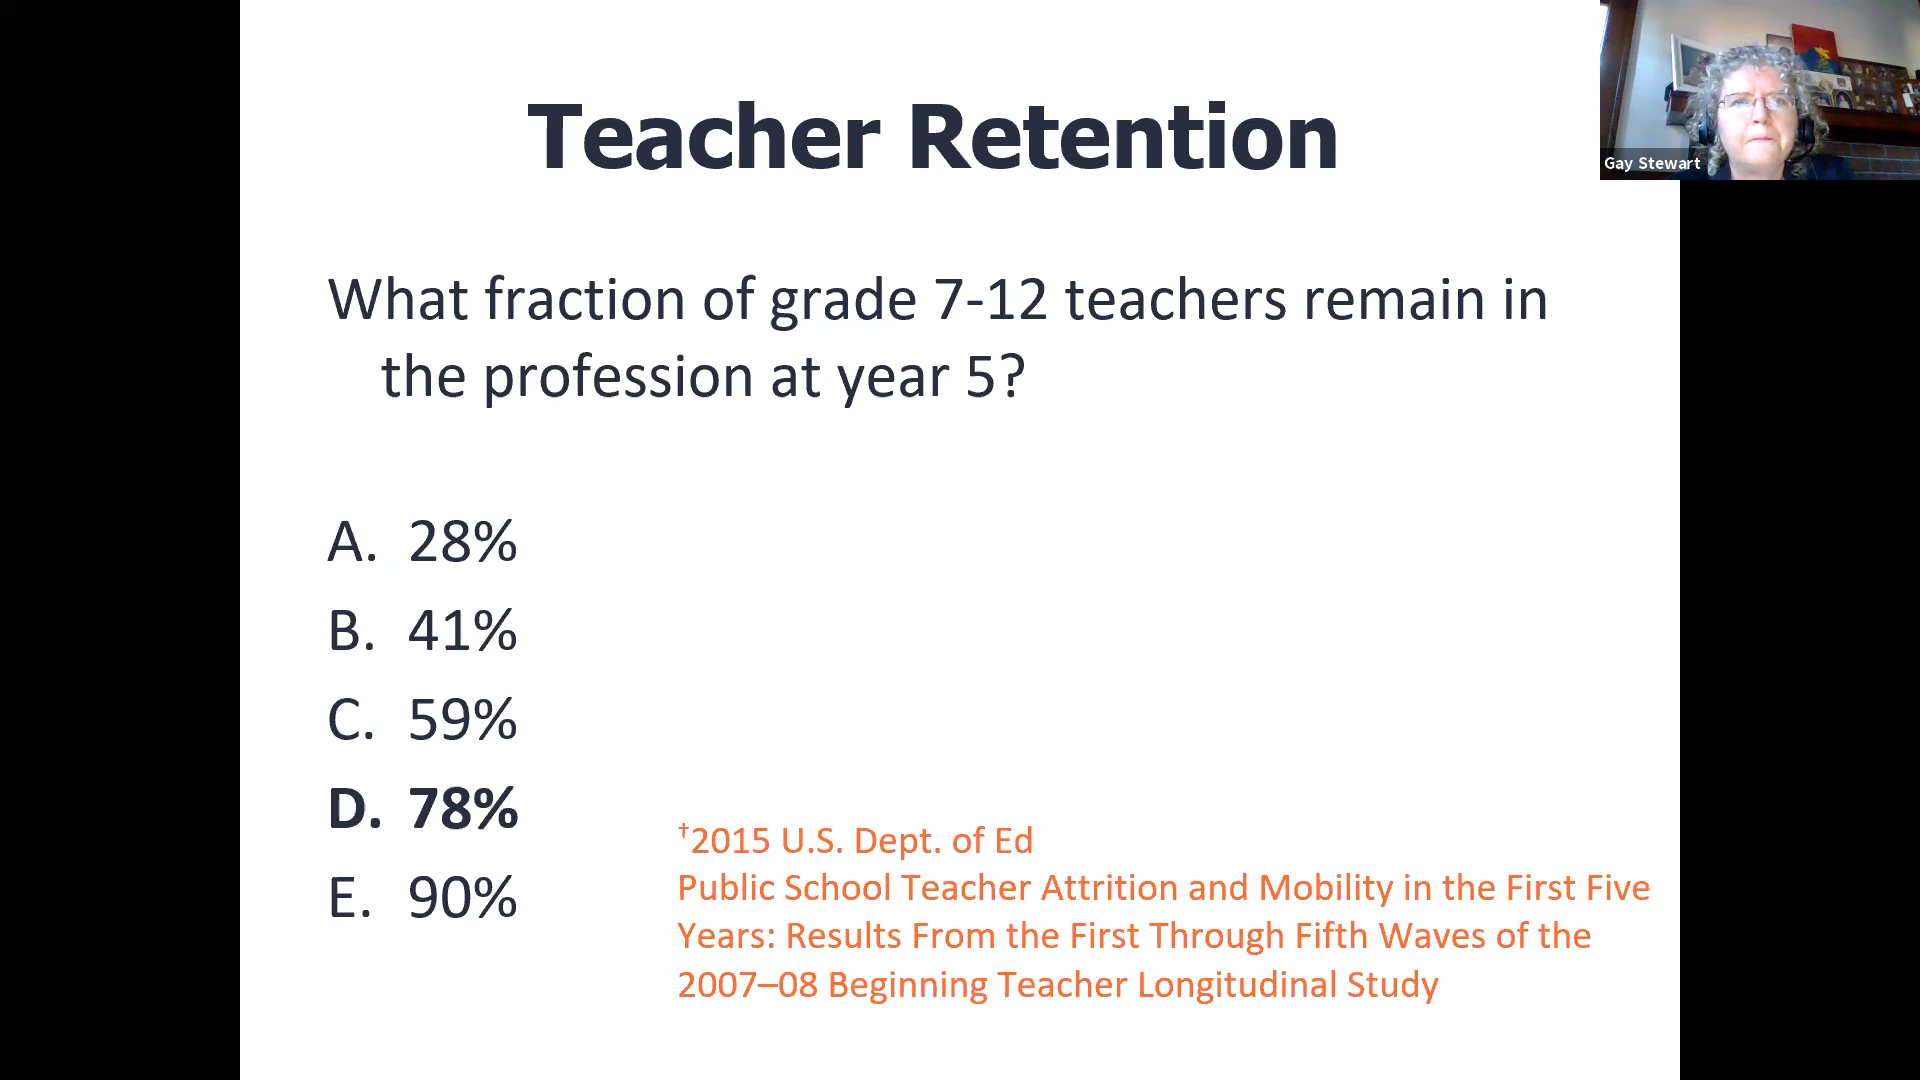 Teacher Retention
Gay Stewart
What fraction of grade 7-12 teachers remain in
the profession at year 5?
A. 28%
B. 41%
C. 59%
D. 78%
E. 90%
†2015 U.S. Dept. of Ed
Public School Teacher Attrition and Mobility in the First Five
Years: Results From the First Through Fifth Waves of the
2007–08 Beginning Teacher Longitudinal Study